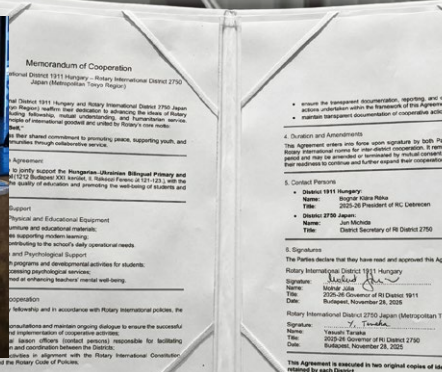 Memorandum of Cooperation
District 1911 Hungary – Rotary International District 2750
Japan (Metropolitan Tokyo Region)
District 1911 Hungary and Rotary International District 2750 Japan
Region) reaffirm their dedication to advancing the ideals of Rotary
fellowship, mutual understanding, and humanitarian service.
of international goodwill and united by Rotary's core motto:
their shared commitment to promoting peace, supporting youth, and
through collaborative service.
Agreement
to jointly support the Hungarian-Ukrainian Bilingual Primary and
(1212 Budapest XXI kerület, II. Rákóczi Ferenc út 121-123.), with the
quality of education and promoting the well-being of students and
Support
Physical and Educational Equipment
furniture and educational materials;
supporting modern learning;
contributing to the school's daily operational needs.
and Psychological Support
programs and developmental activities for students;
accessing psychological services;
aimed at enhancing teachers' mental well-being.
fellowship and in accordance with Rotary International policies, the
consultations and maintain ongoing dialogue to ensure the successful
and implementation of cooperative activities;
liaison officers (contact persons) responsible for facilitating
and coordination between the Districts;
activities in alignment with the Rotary International Constitution
the Rotary Code of Policies;
• ensure the transparent documentation, reporting, and
actions undertaken within the framework of this
• maintain transparent documentation of cooperative
4. Duration and Amendments
This Agreement enters into force upon signature by both
Rotary International norms for inter-district cooperation. It
period and may be amended or terminated by mutual
their readiness to continue and further expand their
5. Contact Persons
• District 1911 Hungary:
Name: Bognár Klára Réka
Title: 2025-26 President of RC Debrecen
• District 2750 Japan:
Name: Jun Michida
Title: District Secretary of RI District 2750
6. Signatures
The Parties declare that they have read and approved this
Rotary International District 1911 Hungary
Signature:
Name: Molnár Júlia
Title: 2025-26 Governor of RI District 1911
Date: Budapest, November 28, 2025
Rotary International District 2750 Japan (Metropolitan
Signature: Y. Tanaka
Name: Yasushi Tanaka
Title: 2025-26 Governor of RI District 2750
Date: Budapest, November 28, 2025
This Agreement is executed in two original copies of
retained by each District